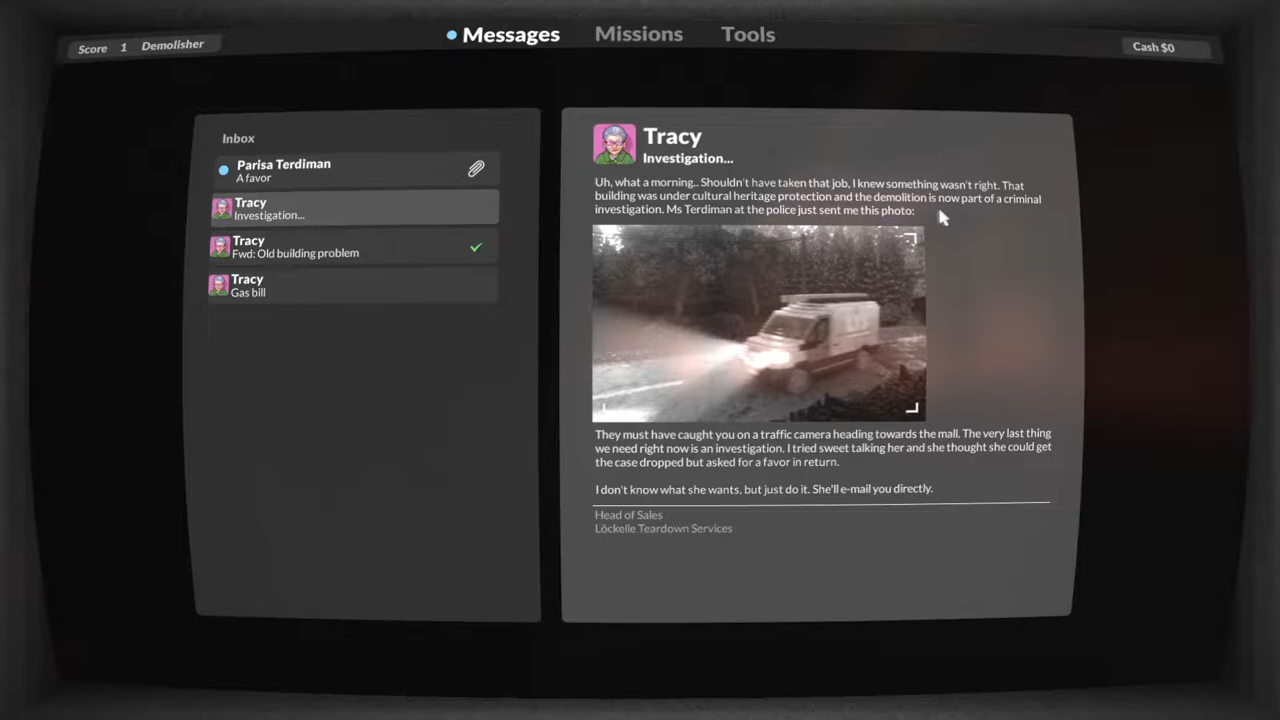 Score 1 Demolisher
Messages
Missions
Tools
Cash $0
Inbox
Parisa Terdiman
A favor
Tracy
Investigation...
Tracy
Fwd: Old building problem
Tracy
Gas bill
Tracy
Investigation...
Uh, what a morning.. Shouldn't have taken that job, I knew something wasn't right. That
building was under cultural heritage protection and the demolition is now part of a criminal
investigation. Ms Terdiman at the police just sent me this photo:
They must have caught you on a traffic camera heading towards the mall. The very last thing
we need right now is an investigation. I tried sweet talking her and she thought she could get
the case dropped but asked for a favor in return.
I don't know what she wants, but just do it. She'll e-mail you directly.
Head of Sales
Löckelle Teardown Services